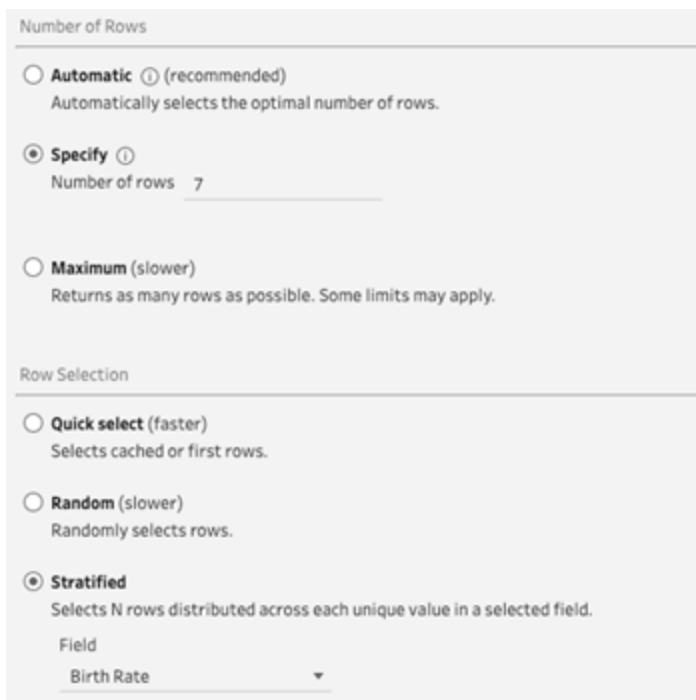 Number of Rows
Automatic ⓘ (recommended)
Automatically selects the optimal number of rows.
Specify ⓘ
Number of rows 7
Maximum (slower)
Returns as many rows as possible. Some limits may apply.
Row Selection
Quick select (faster)
Selects cached or first rows.
Random (slower)
Randomly selects rows.
Stratified
Selects N rows distributed across each unique value in a selected field.
Field
Birth Rate